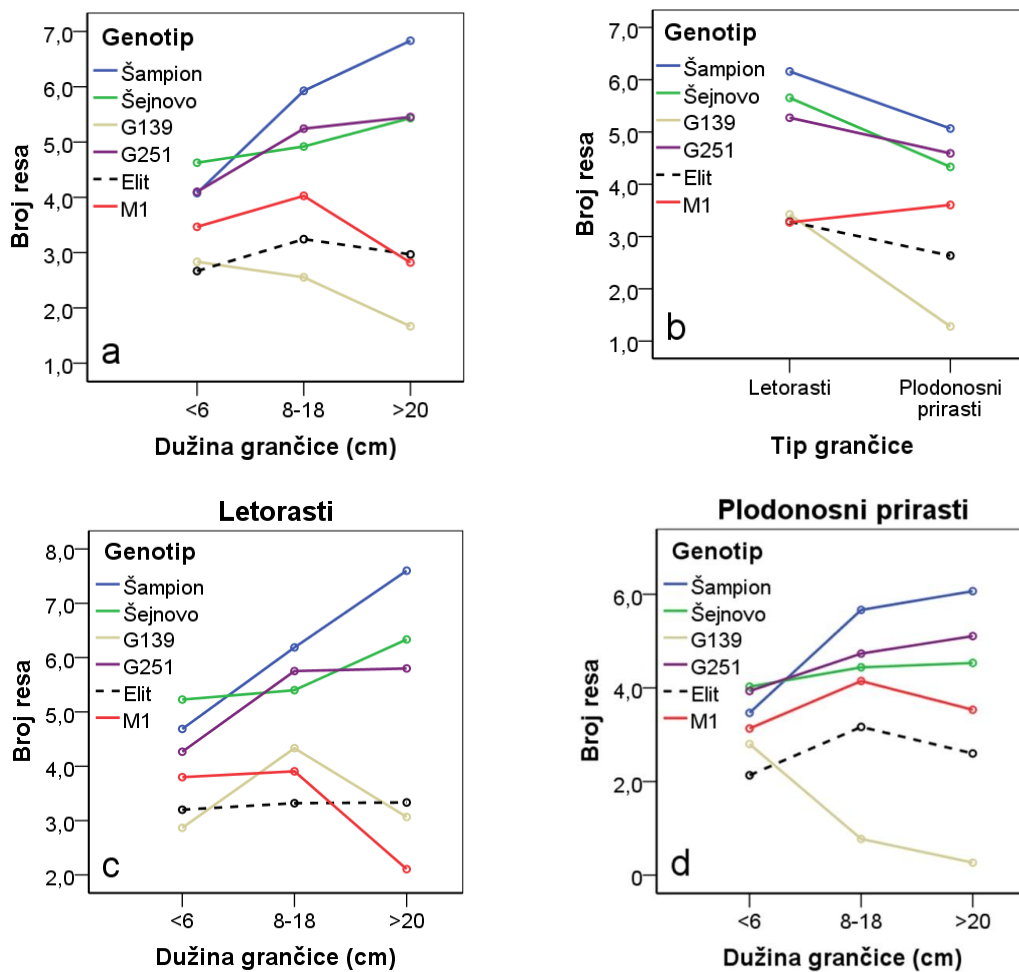 7,0
6,0
5,0
4,0
3,0
2,0
1,0
Broj resa
Genotip
Šampion
Šejnovo
G139
G251
Elit
M1
a
<6
8-18
>20
Dužina grančice (cm)
7,0
6,0
5,0
4,0
3,0
2,0
1,0
Broj resa
Genotip
Šampion
Šejnovo
G139
G251
Elit
M1
b
Letorasti
Plodonosni
prirasti
Tip grančice
Letorasti
8,0
7,0
6,0
5,0
4,0
3,0
2,0
Broj resa
Genotip
Šampion
Šejnovo
G139
G251
Elit
M1
c
<6
8-18
>20
Dužina grančice (cm)
Plodonosni prirasti
6,0
4,0
2,0
0
Broj resa
Genotip
Šampion
Šejnovo
G139
G251
Elit
M1
d
<6
8-18
>20
Dužina grančice (cm)